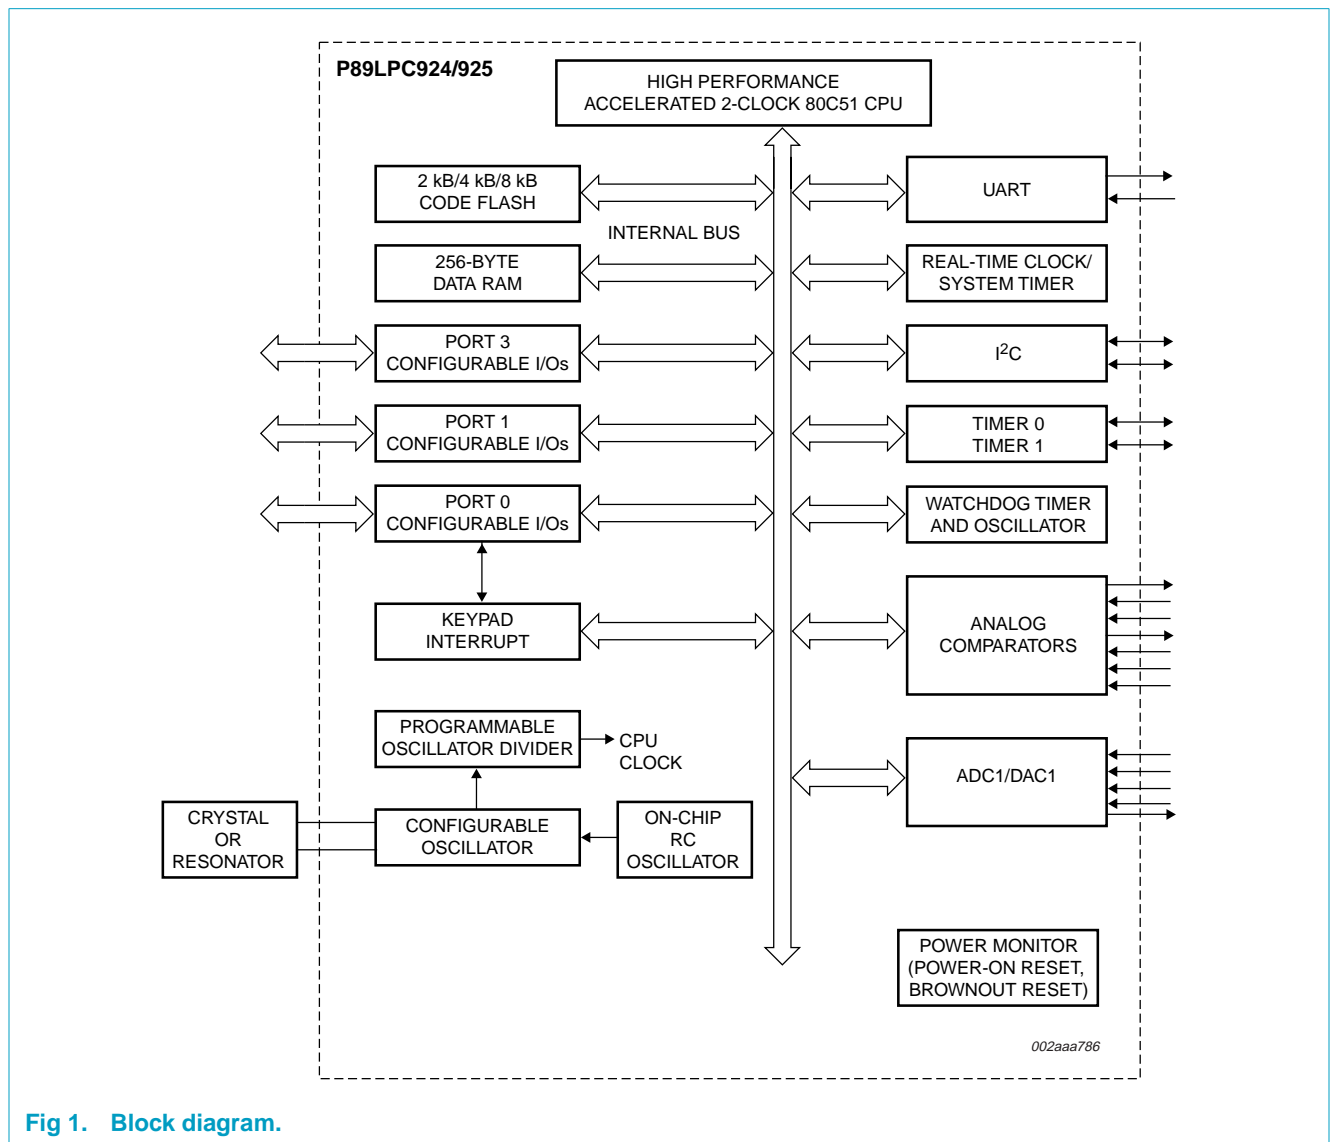 P89LPC924/925
HIGH PERFORMANCE
ACCELERATED 2-CLOCK 80C51 CPU
2 kB/4 kB/8 kB
CODE FLASH
INTERNAL BUS
256-BYTE
DATA RAM
PORT 3
CONFIGURABLE I/Os
PORT 1
CONFIGURABLE I/Os
PORT 0
CONFIGURABLE I/Os
KEYPAD
INTERRUPT
PROGRAMMABLE
OSCILLATOR DIVIDER
CPU
CLOCK
CRYSTAL
OR
RESONATOR
CONFIGURABLE
OSCILLATOR
ON-CHIP
RC
OSCILLATOR
UART
REAL-TIME CLOCK/
SYSTEM TIMER
I²C
TIMER 0
TIMER 1
WATCHDOG TIMER
AND OSCILLATOR
ANALOG
COMPARATORS
ADC1/DAC1
POWER MONITOR
(POWER-ON RESET,
BROWNOUT RESET)
002aaa786
Fig 1. Block diagram.